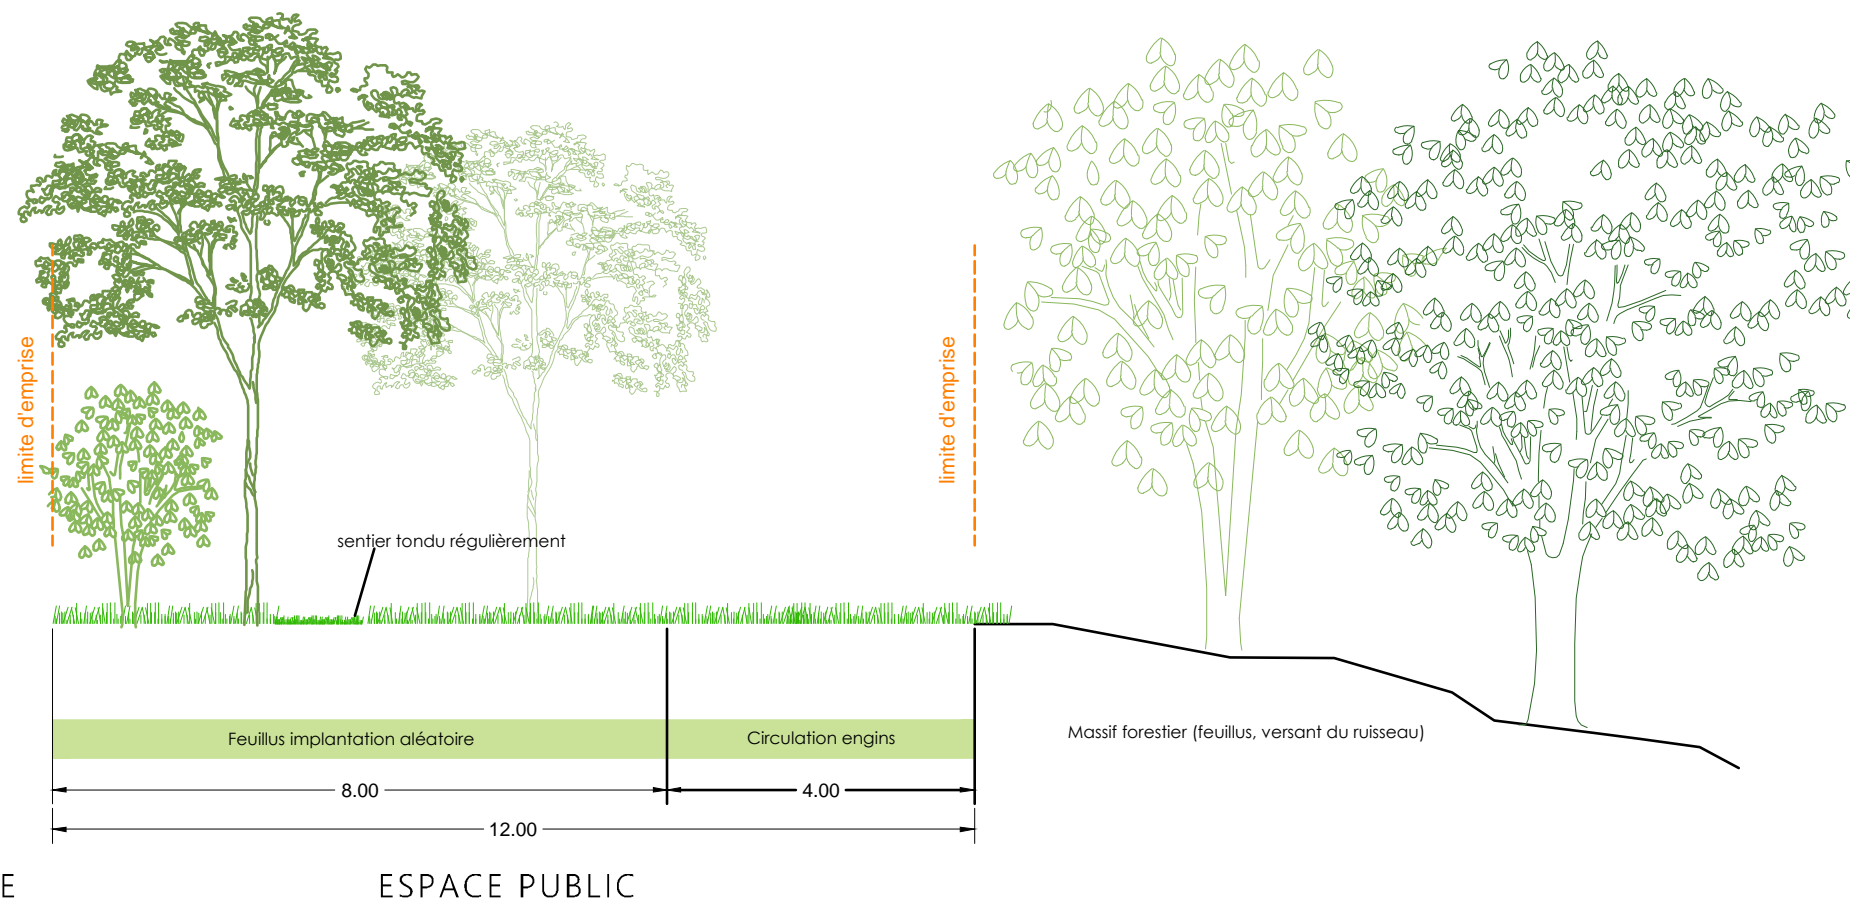 limite d'emprise
limite d'emprise
sentier tondu régulièrement
Feuillus implantation aléatoire
Circulation engins
Massif forestier (feuillus, versant du ruisseau)
8.00
4.00
12.00
E
ESPACE PUBLIC